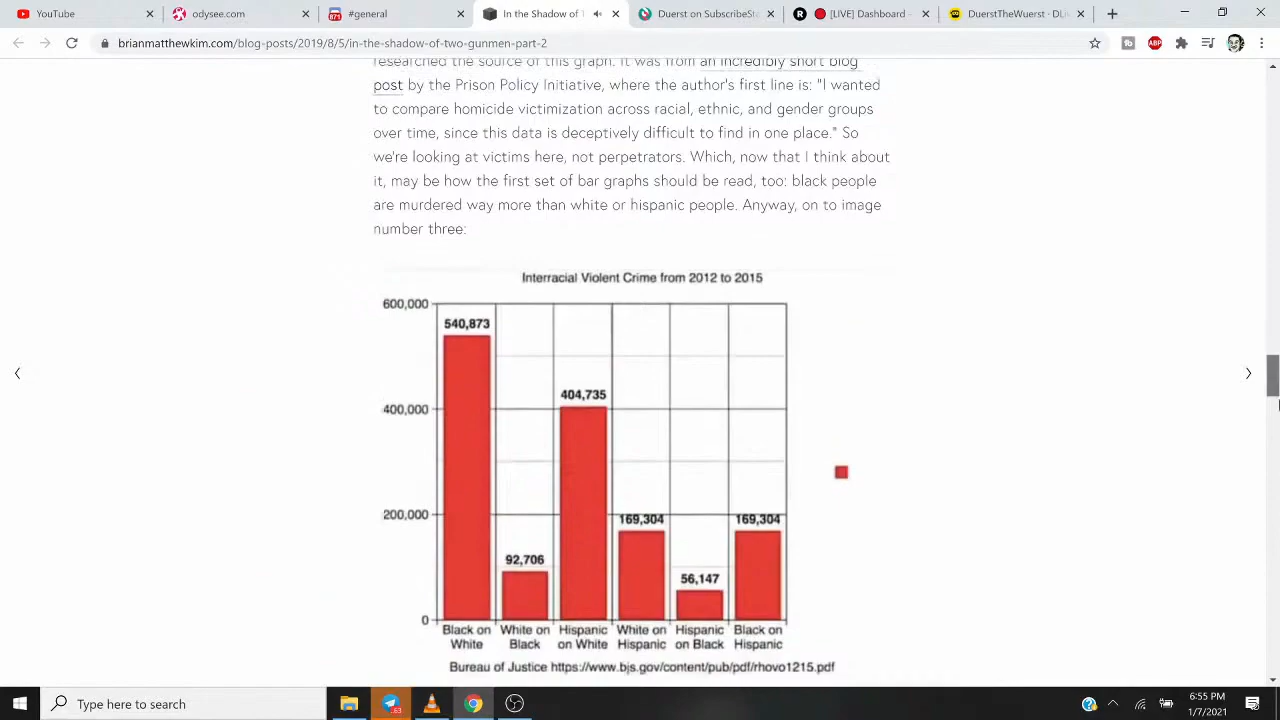 YouTube
odysee.com
#general
In the Shadow of T
Duerst on SubscribeSta
[LIVE] Dashboard -
DuerstTheWuerst - DLi
brianmatthewkim.com/blog-posts/2019/8/5/in-the-shadow-of-two-gunmen-part-2
researched the source of this graph. It was from an incredibly short blog
post by the Prison Policy Initiative, where the author's first line is: "I wanted
to compare homicide victimization across racial, ethnic, and gender groups
over time, since this data is deceptively difficult to find in one place." So
we're looking at victims here, not perpetrators. Which, now that I think about
it, may be how the first set of bar graphs should be read, too: black people
are murdered way more than white or hispanic people. Anyway, on to image
number three:
Interracial Violent Crime from 2012 to 2015
600,000
540,873
404,735
400,000
200,000
169,304
169,304
92,706
56,147
0
Black on White
White on Black
Hispanic on White
White on Hispanic
Hispanic on Black
Black on Hispanic
Bureau of Justice https://www.bjs.gov/content/pub/pdf/rhovo1215.pdf
Type here to search
6:55 PM
1/7/2021